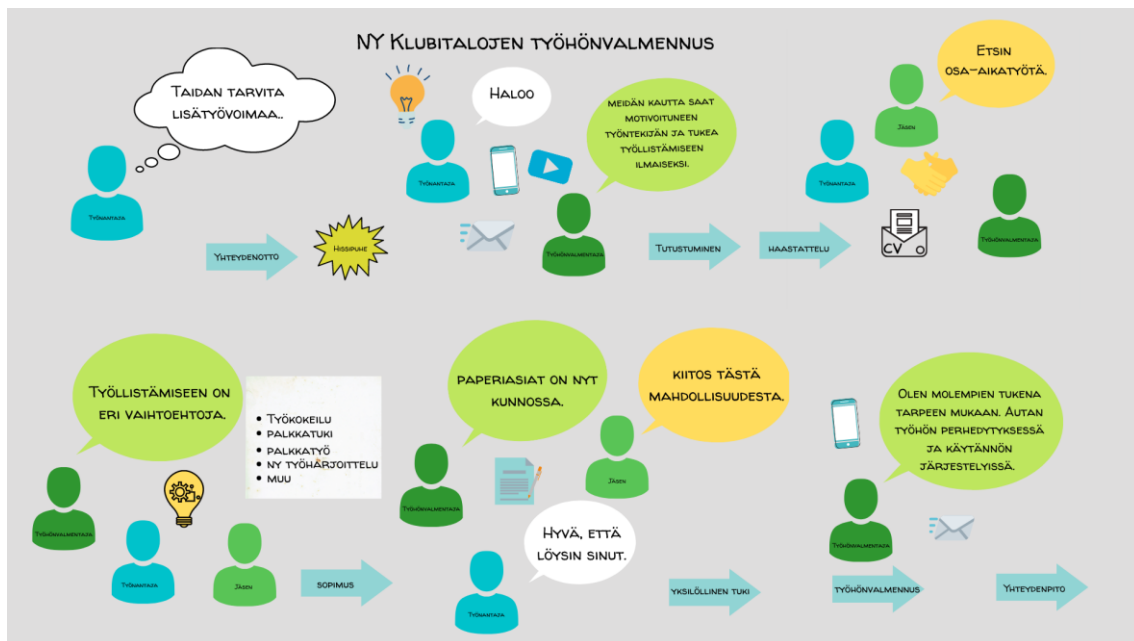 NY Klubitalojen työhönvalmennus
Taidan tarvita
lisätyövoimaa..
Työnantaja
Yhteydenotto
Hissipuhe
Haloo
Työnantaja
meidän kautta saat
motivoituneen
työntekijän ja tukea
työllistämiseen
ilmaiseksi.
Työhönvalmentaja
Tutustuminen
haastattelu
Etsin
osa-aikatyötä.
Jäsen
Työnantaja
CV
Työhönvalmentaja
Työllistämiseen on
eri vaihtoehtoja.
Työkokeilu
palkkatuki
palkkatyö
NY työharjoittelu
muu
Työhönvalmentaja
Työnantaja
Jäsen
sopimus
paperiasiat on nyt
kunnossa.
Työhönvalmentaja
kiitos tästä
mahdollisuudesta.
Jäsen
Hyvä, että
löysin sinut.
Työnantaja
yksilöllinen tuki
Olen molempien tukena
tarpeen mukaan. Autan
työhön perhedytyksessä
ja käytännön
järjestelyissä.
Työhönvalmentaja
työhönvalmennus
Yhteydenpito